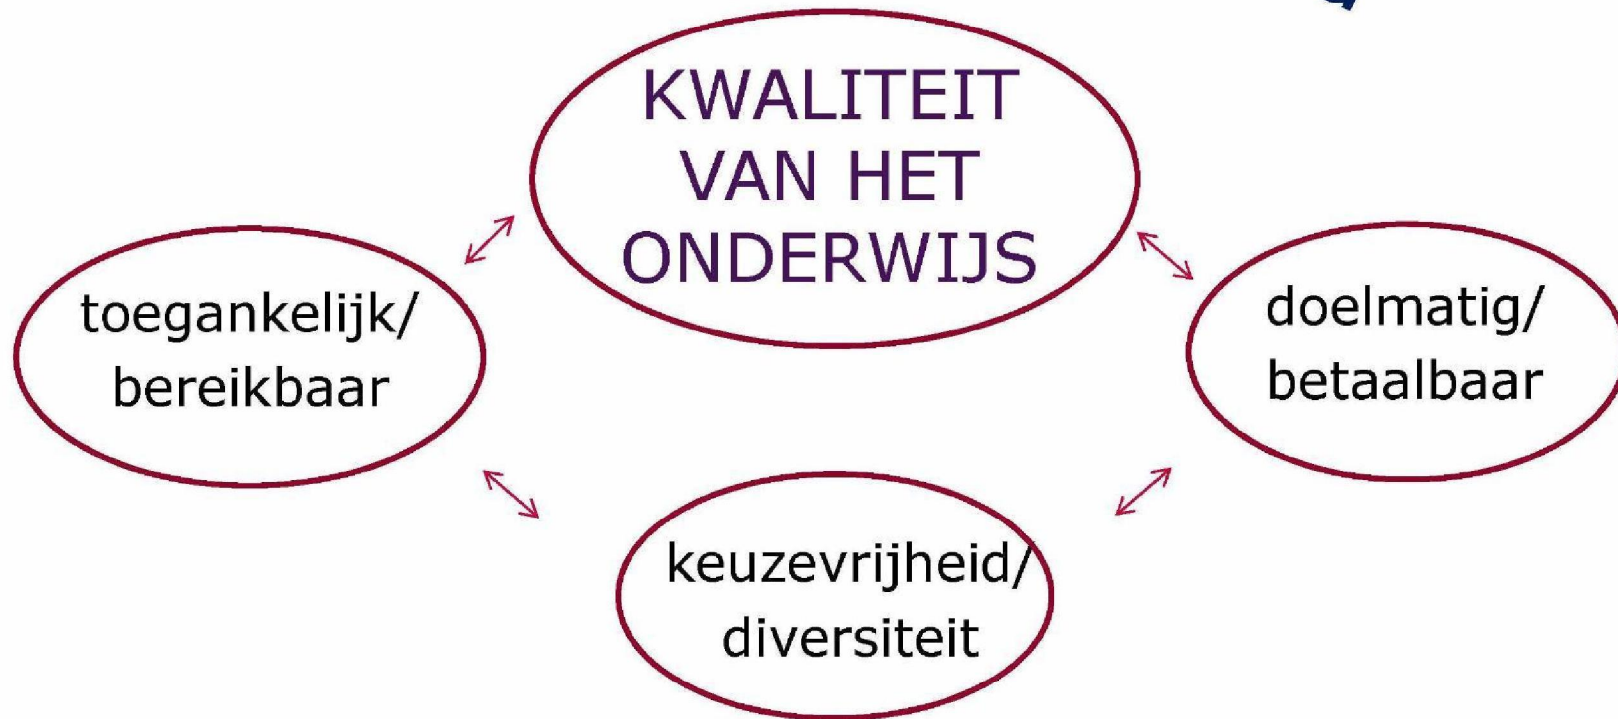 KWALITEIT
VAN HET
ONDERWIJS
toegankelijk/
bereikbaar
doelmatig/
betaalbaar
keuzevrijheid/
diversiteit